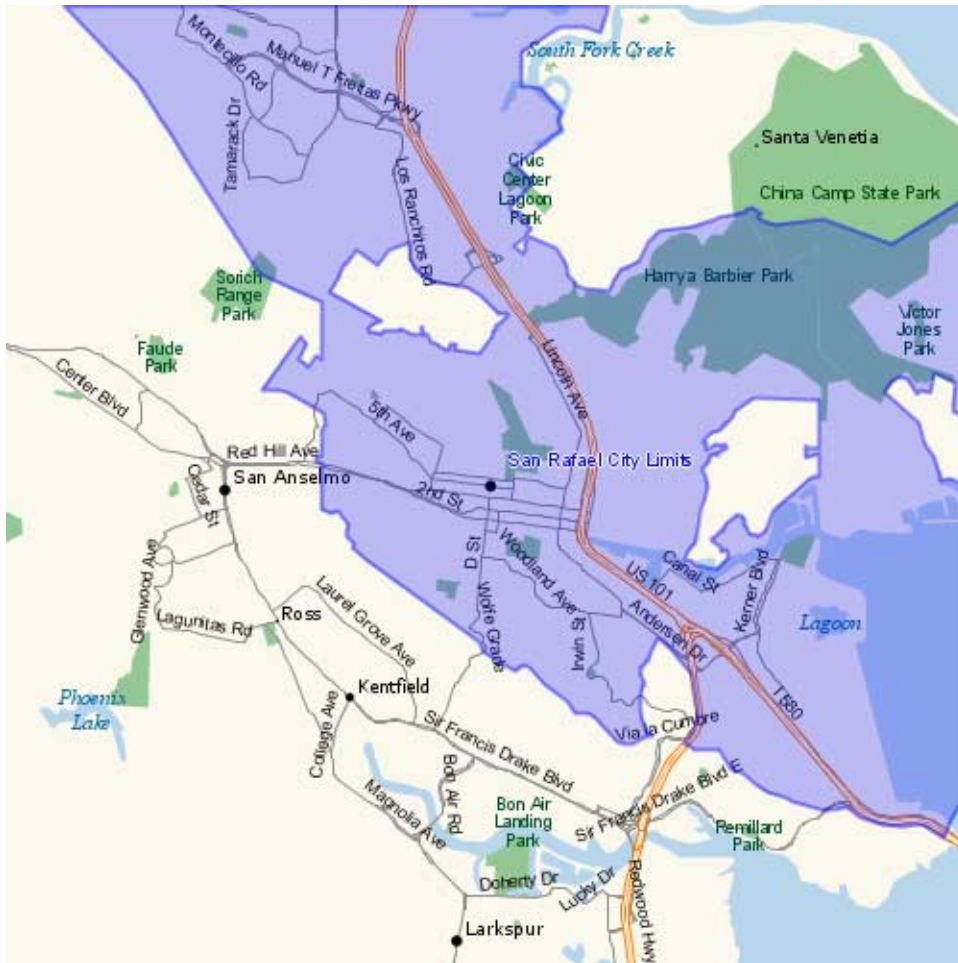 South Fork Creek
Montecillo Rd
Manuel T Freitas Pkwy
Tamarack Dr
Los Ranchitos Rd
Civic
Center
Lagoon
Park
Santa Venetia
China Camp State Park
Harrya Barbier Park
Victor
Jones
Park
Sorich
Range
Park
Faude
Park
Center Blvd
Lincoln Ave
5th Ave
Red Hill Ave
San Rafael City Limits
San Anselmo
2nd St
Cedar St
D St
Woodland Ave
US 101
Canal St
Kerner Blvd
Glenwood Ave
Laurel Grove Ave
Wolfe Grade
Irwin St
Andersen Dr
Lagoon
Lagunitas Rd
Ross
Phoenix
Lake
Kentfield
I 580
College Ave
Sir Francis Drake Blvd
Via la Cumbre
Bon Air Rd
Magnolia Ave
Bon Air
Landing
Park
Sir Francis Drake Blvd E
Remillard
Park
Doherty Dr
Lucky Dr
Redwood Hwy
Larkspur